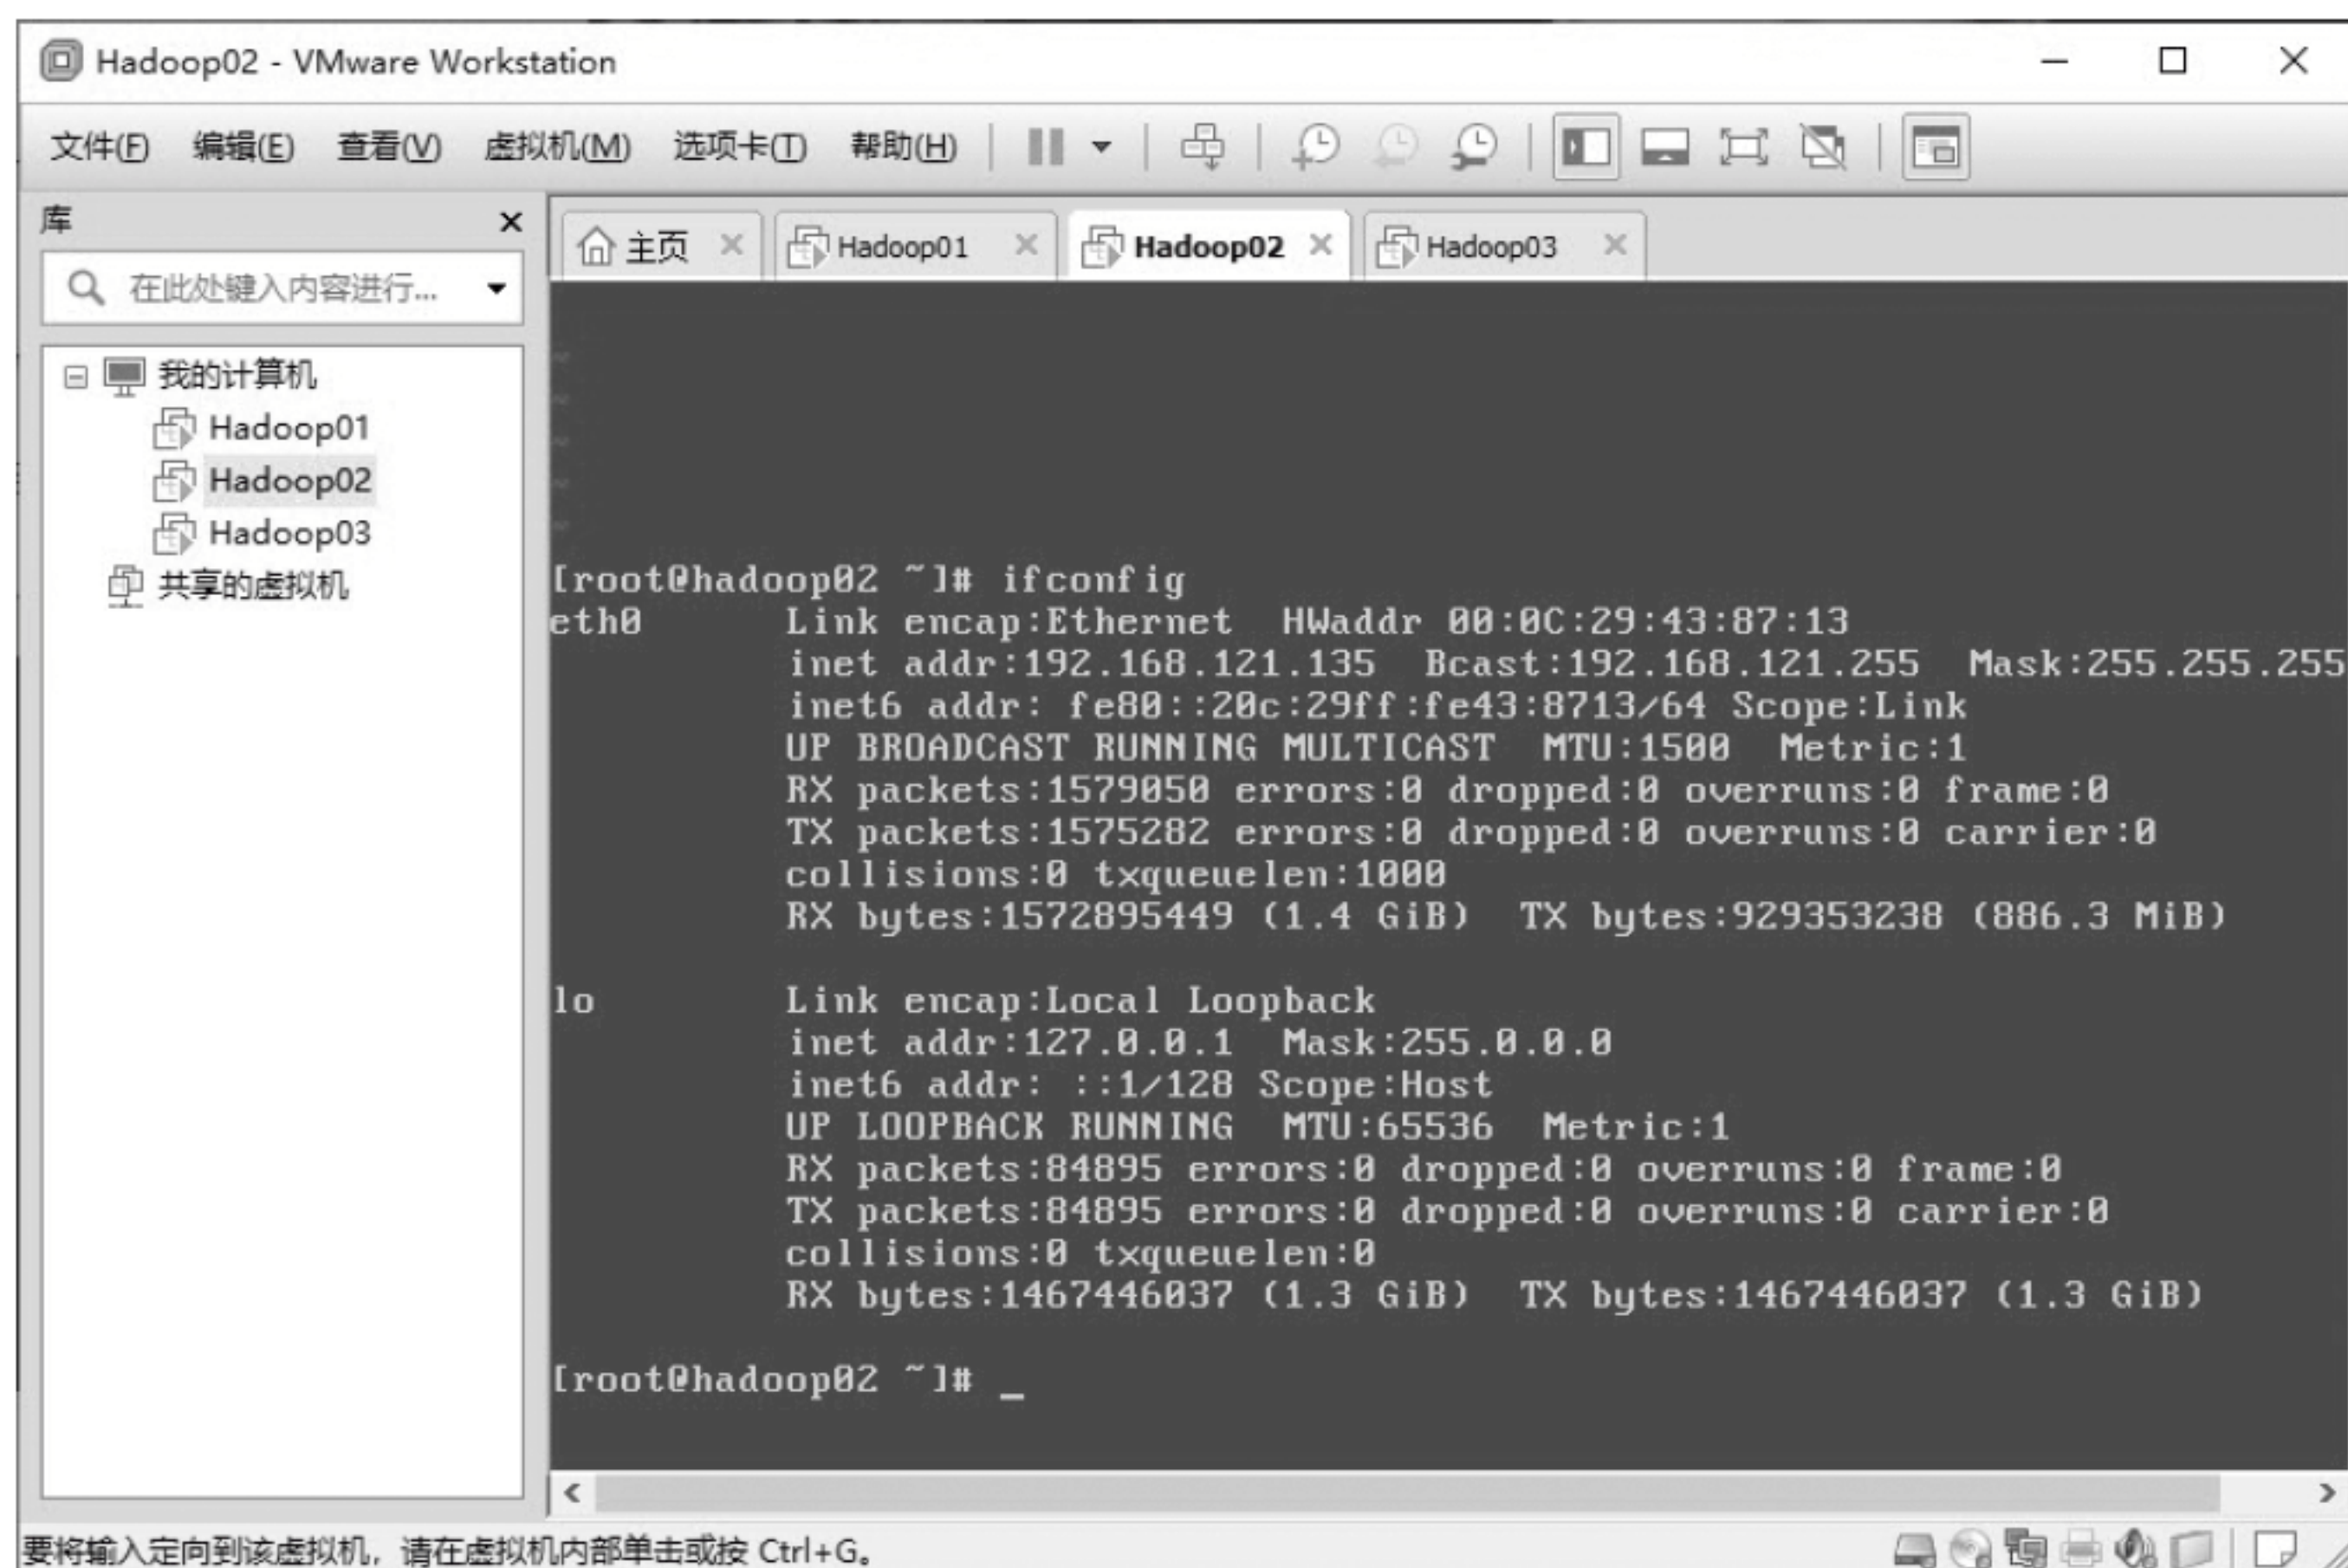 Hadoop02 - VMware Workstation
文件(F) 编辑(E) 查看(V) 虚拟机(M) 选项卡(T) 帮助(H)
库
在此处键入内容进行...
我的计算机
Hadoop01
Hadoop02
Hadoop03
共享的虚拟机
主页 Hadoop01 Hadoop02 Hadoop03
~
~
~
~
~
[root@hadoop02 ~]# ifconfig
eth0 Link encap:Ethernet HWaddr 00:0C:29:43:87:13
inet addr:192.168.121.135 Bcast:192.168.121.255 Mask:255.255.255
inet6 addr: fe80::20c:29ff:fe43:8713/64 Scope:Link
UP BROADCAST RUNNING MULTICAST MTU:1500 Metric:1
RX packets:1579050 errors:0 dropped:0 overruns:0 frame:0
TX packets:1575282 errors:0 dropped:0 overruns:0 carrier:0
collisions:0 txqueuelen:1000
RX bytes:1572895449 (1.4 GiB) TX bytes:929353238 (886.3 MiB)
lo Link encap:Local Loopback
inet addr:127.0.0.1 Mask:255.0.0.0
inet6 addr: ::1/128 Scope:Host
UP LOOPBACK RUNNING MTU:65536 Metric:1
RX packets:84895 errors:0 dropped:0 overruns:0 frame:0
TX packets:84895 errors:0 dropped:0 overruns:0 carrier:0
collisions:0 txqueuelen:0
RX bytes:1467446037 (1.3 GiB) TX bytes:1467446037 (1.3 GiB)
[root@hadoop02 ~]# _
要将输入定向到该虚拟机，请在虚拟机内部单击或按 Ctrl+G。